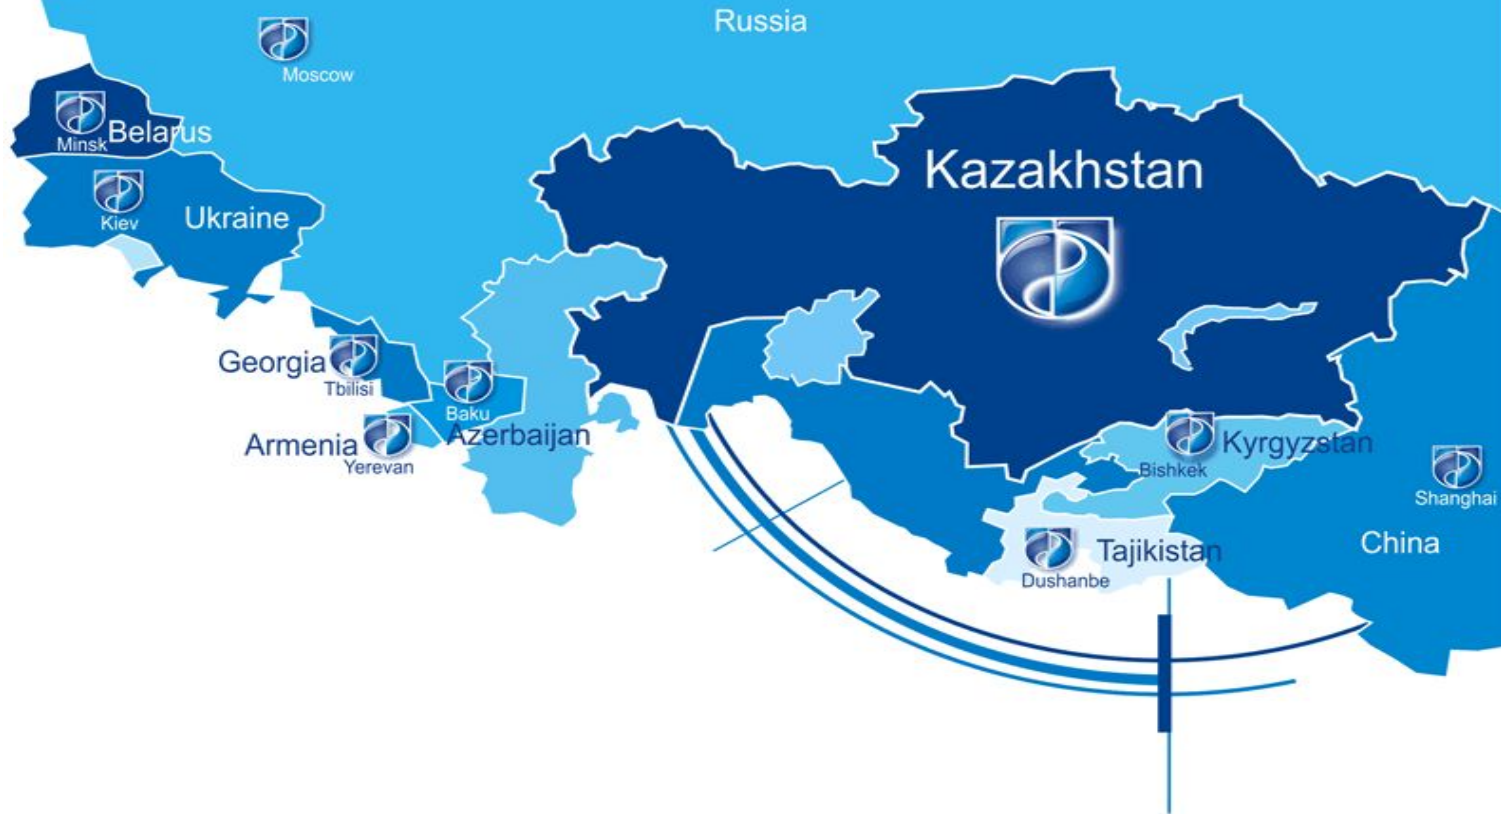 Russia
Moscow
Minsk
Belarus
Kazakhstan
Kiev
Ukraine
Georgia
Tbilisi
Baku
Azerbaijan
Armenia
Yerevan
Kyrgyzstan
Bishkek
Shanghai
China
Tajikistan
Dushanbe